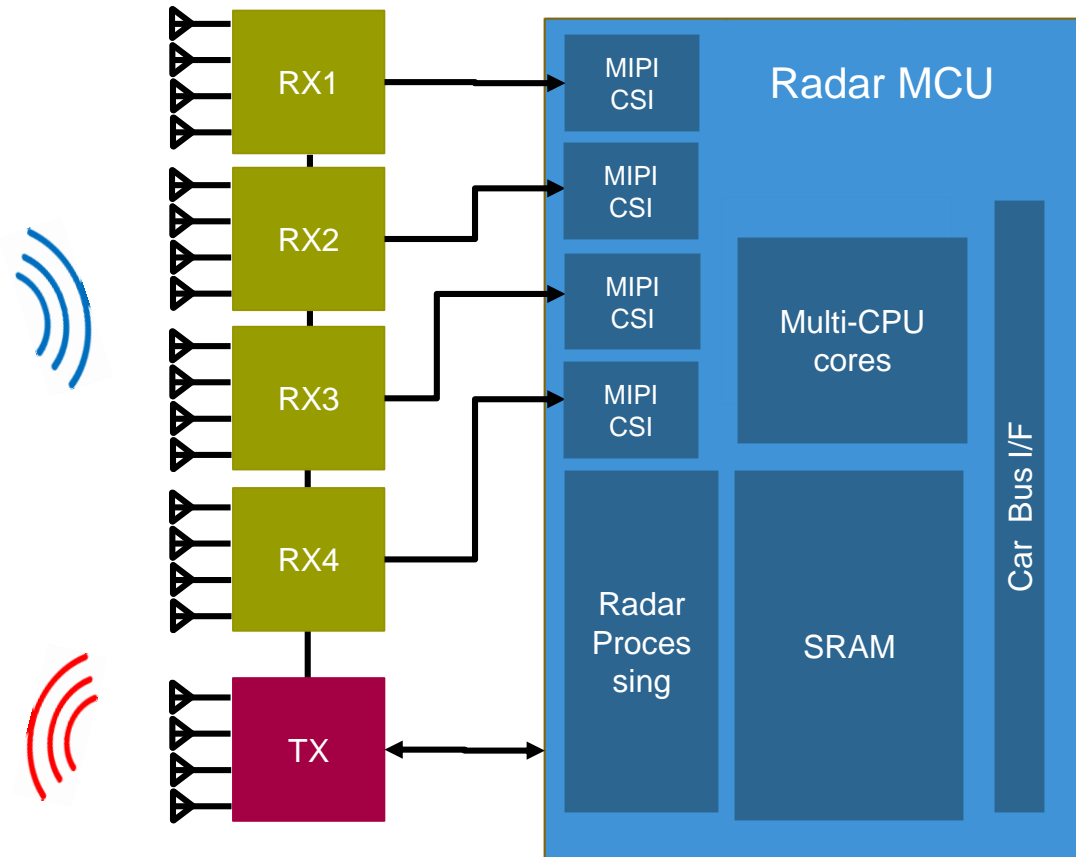 RX1
RX2
RX3
RX4
TX
Radar MCU
MIPI
CSI
MIPI
CSI
MIPI
CSI
MIPI
CSI
Multi-CPU
cores
Radar
Proces
sing
SRAM
Car Bus I/F